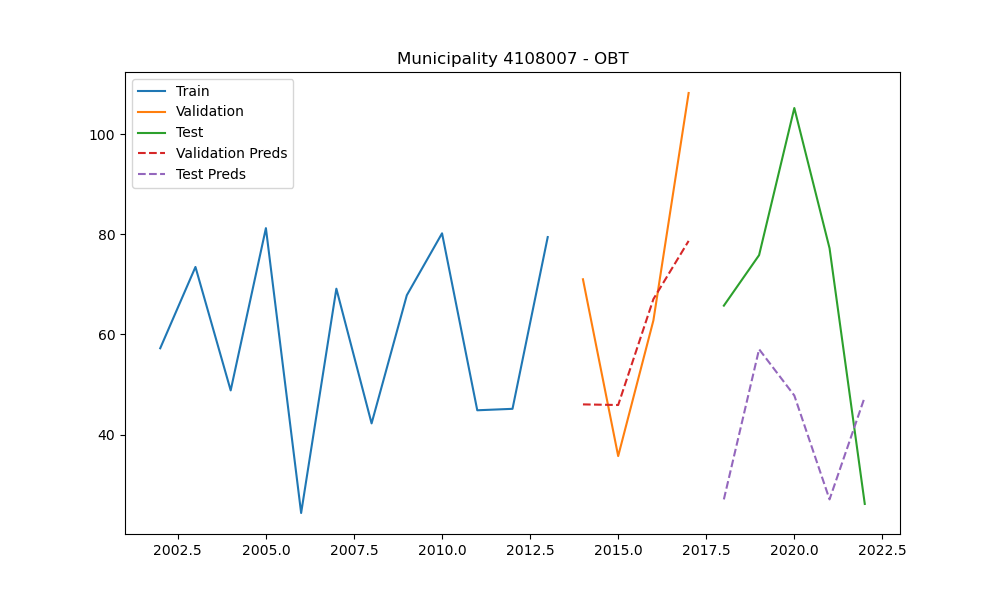 Municipality 4108007 - OBT
Train
Validation
Test
Validation Preds
Test Preds
100
80
60
40
2002.5 2005.0 2007.5 2010.0 2012.5 2015.0 2017.5 2020.0 2022.5